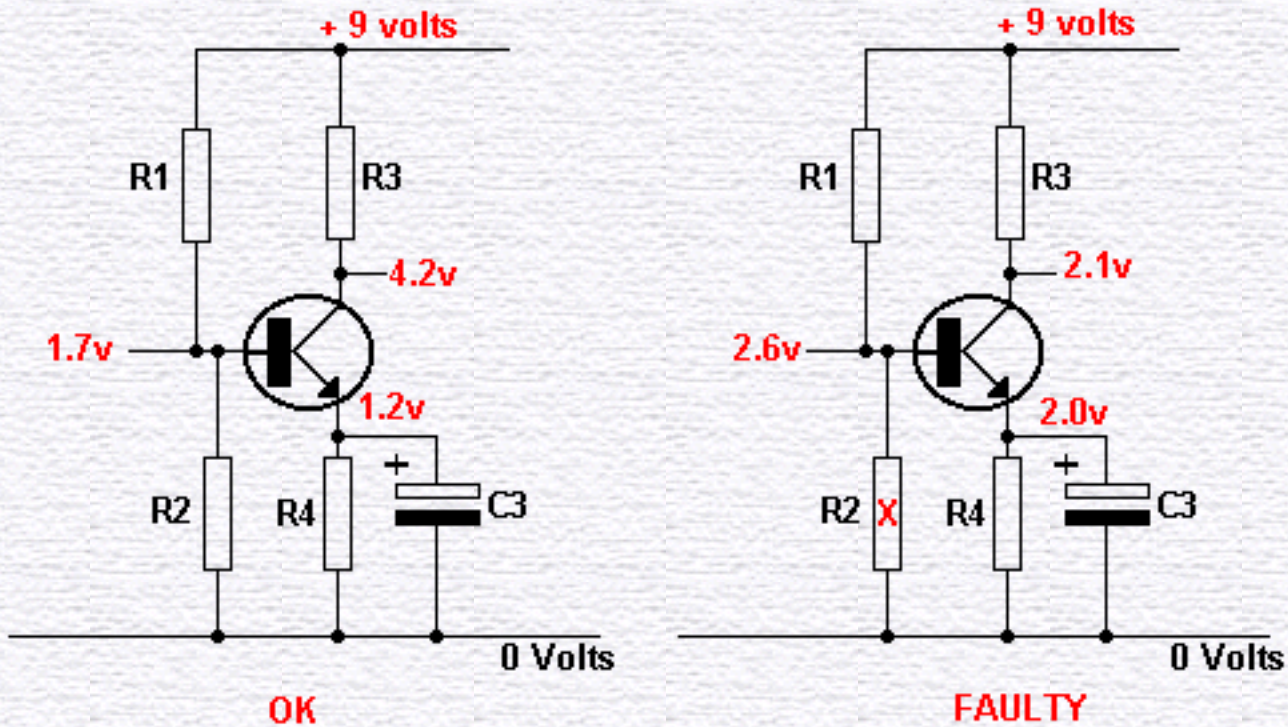 + 9 volts
R1
R3
4.2v
1.7v
1.2v
+
R2
R4
C3
0 Volts
OK
+ 9 volts
R1
R3
2.1v
2.6v
2.0v
+
R2
X
R4
C3
0 Volts
FAULTY